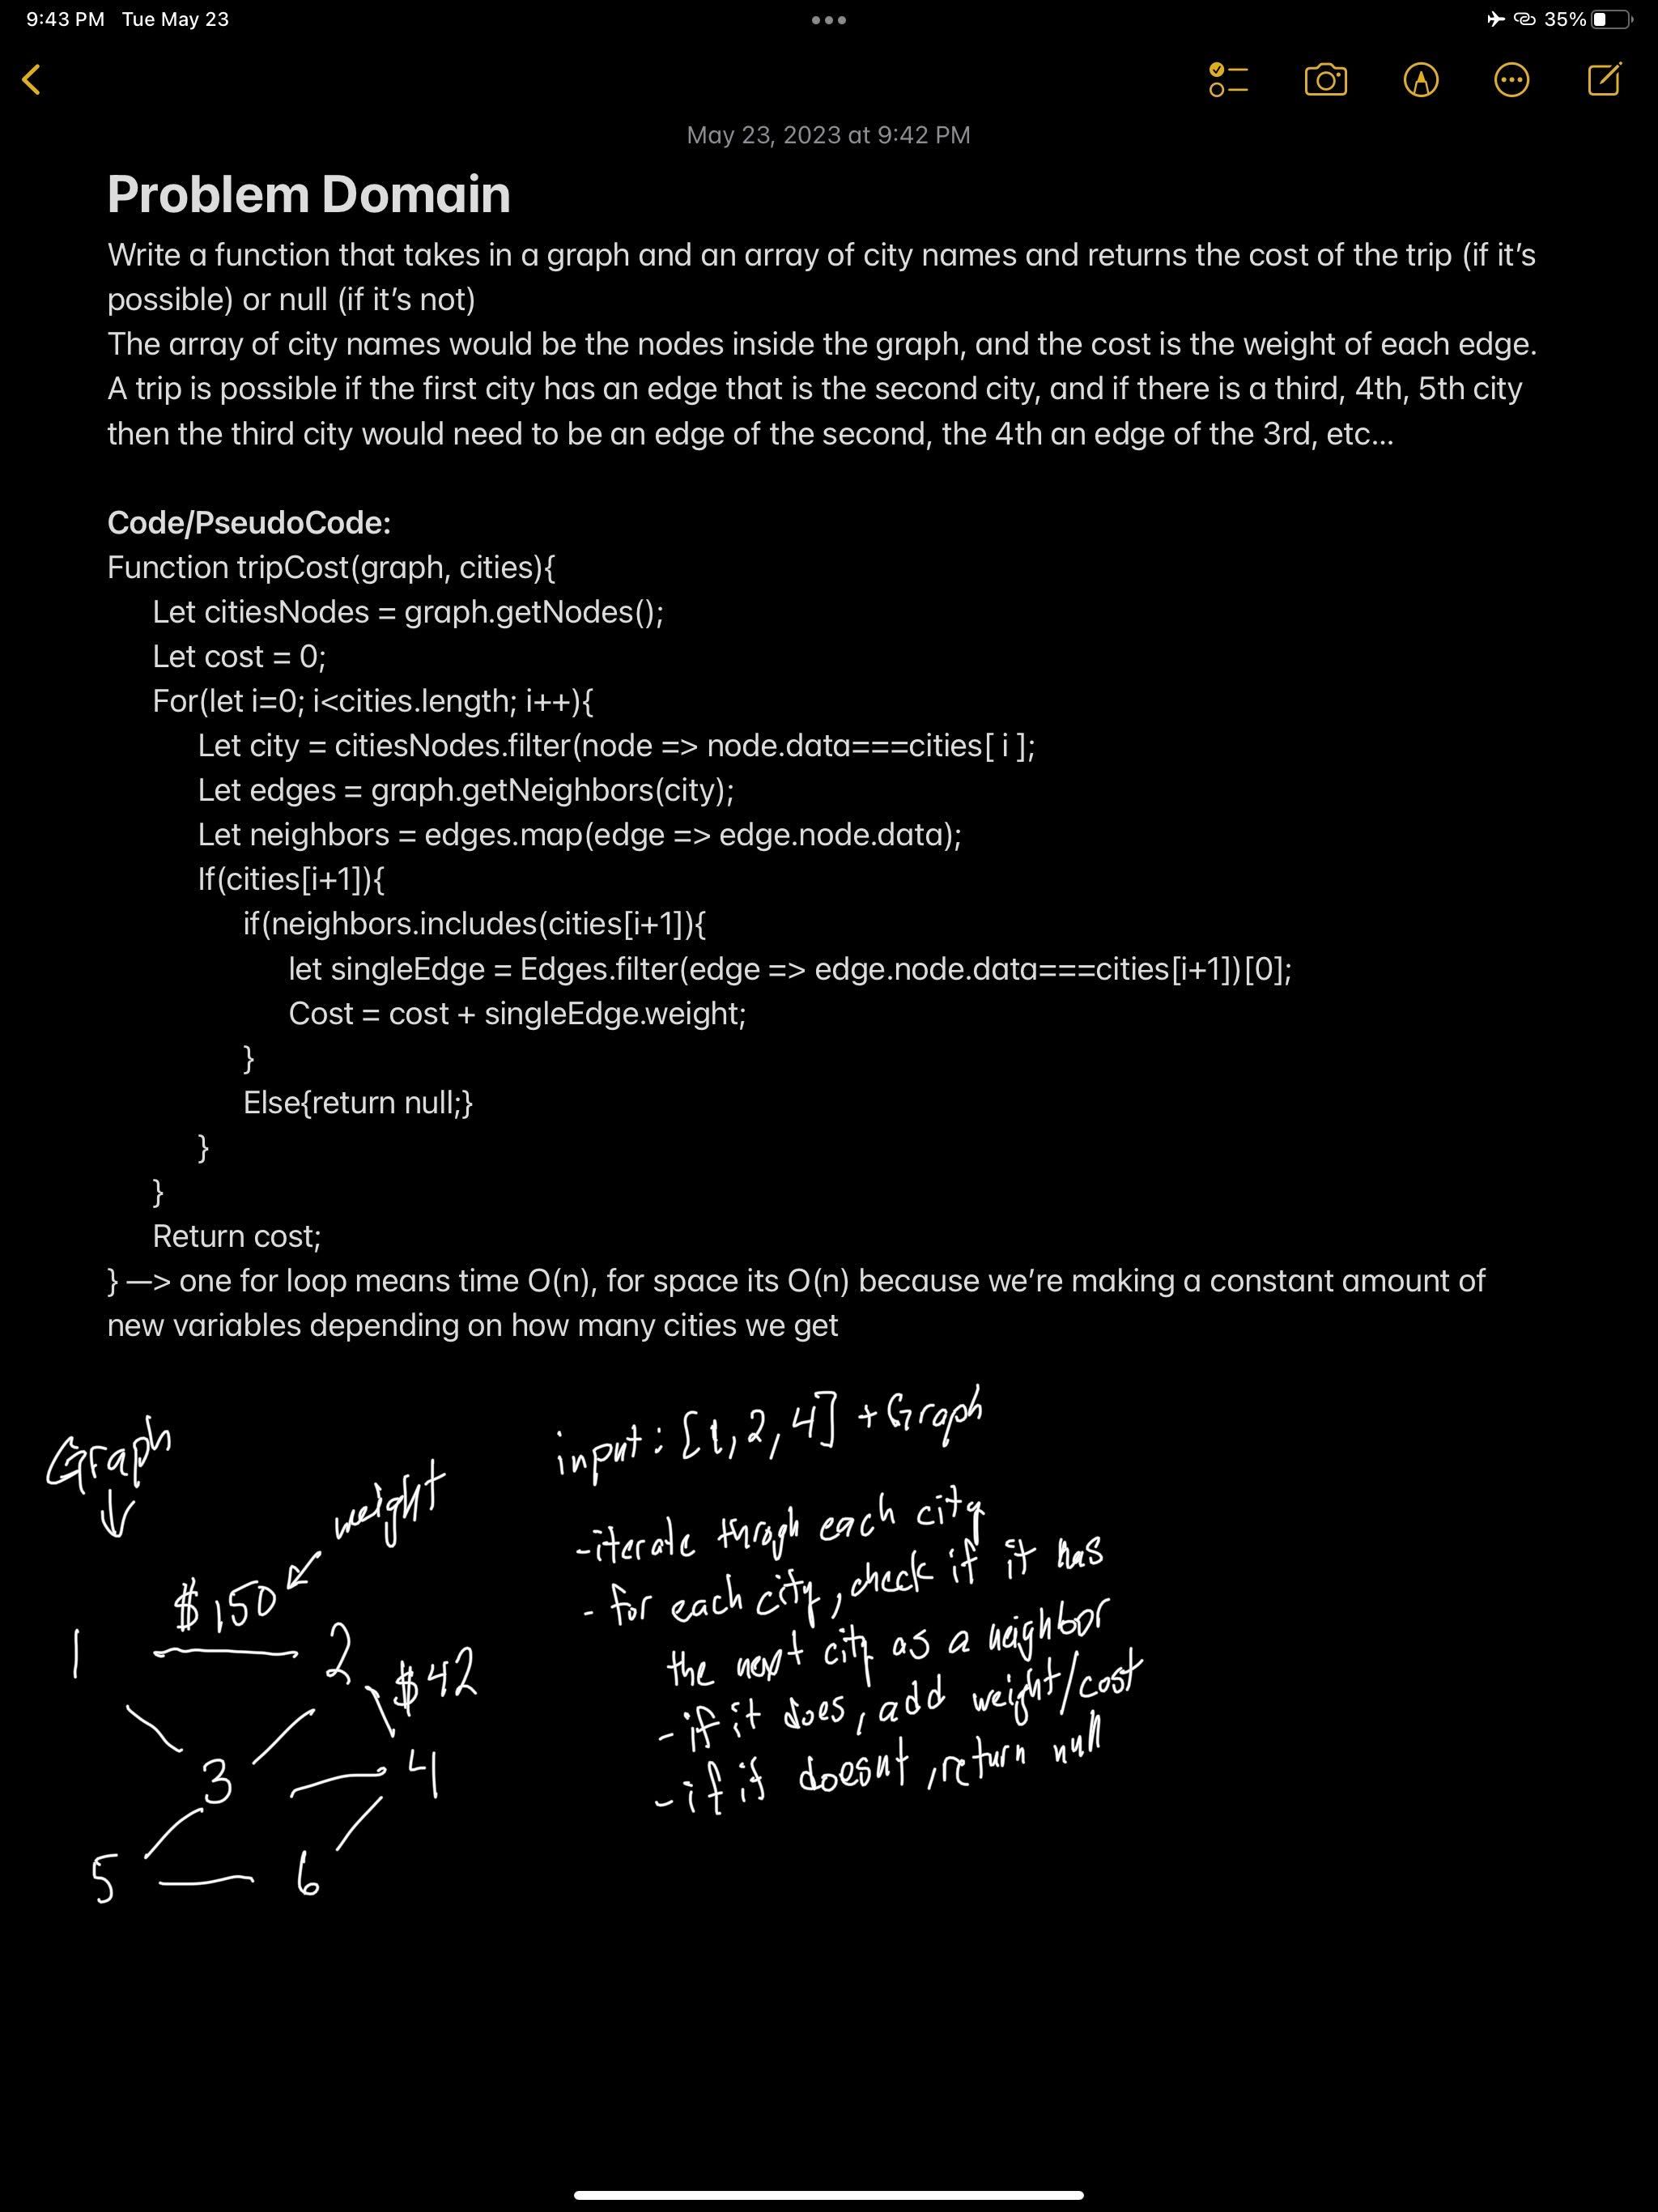 9:43 PM Tue May 23
35%
May 23, 2023 at 9:42 PM
Problem Domain
Write a function that takes in a graph and an array of city names and returns the cost of the trip (if it’s
possible) or null (if it’s not)
The array of city names would be the nodes inside the graph, and the cost is the weight of each edge.
A trip is possible if the first city has an edge that is the second city, and if there is a third, 4th, 5th city
then the third city would need to be an edge of the second, the 4th an edge of the 3rd, etc...
Code/PseudoCode:
Function tripCost(graph, cities){
Let citiesNodes = graph.getNodes();
Let cost = 0;
For(let i=0; i<cities.length; i++){
Let city = citiesNodes.filter(node => node.data===cities[ i ];
Let edges = graph.getNeighbors(city);
Let neighbors = edges.map(edge => edge.node.data);
If(cities[i+1]){
if(neighbors.includes(cities[i+1]){
let singleEdge = Edges.filter(edge => edge.node.data===cities[i+1])[0];
Cost = cost + singleEdge.weight;
}
Else{return null;}
}
}
Return cost;
} —> one for loop means time O(n), for space its O(n) because we’re making a constant amount of
new variables depending on how many cities we get
Graph
weight
$150
1
2
$42
3
4
5
6
input: [1,2,4] + Graph
-iterate throgh each city
- for each city, check if it has
the next city as a neighbor
- if it does, add weight/cost
- if it doesnt, return null